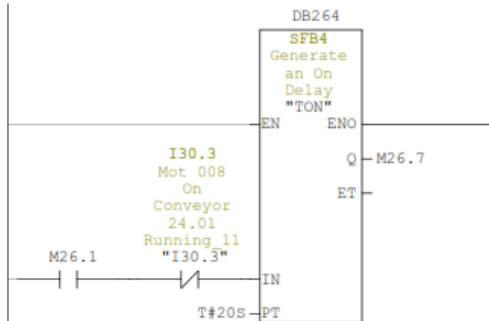 DB264
SFB4
Generate
an On
Delay
"TON"
EN ENO
I30.3
Mot 008
On
Conveyor
24.01
Running_11
"I30.3"
Q M26.7
ET
M26.1
IN
T#20S PT